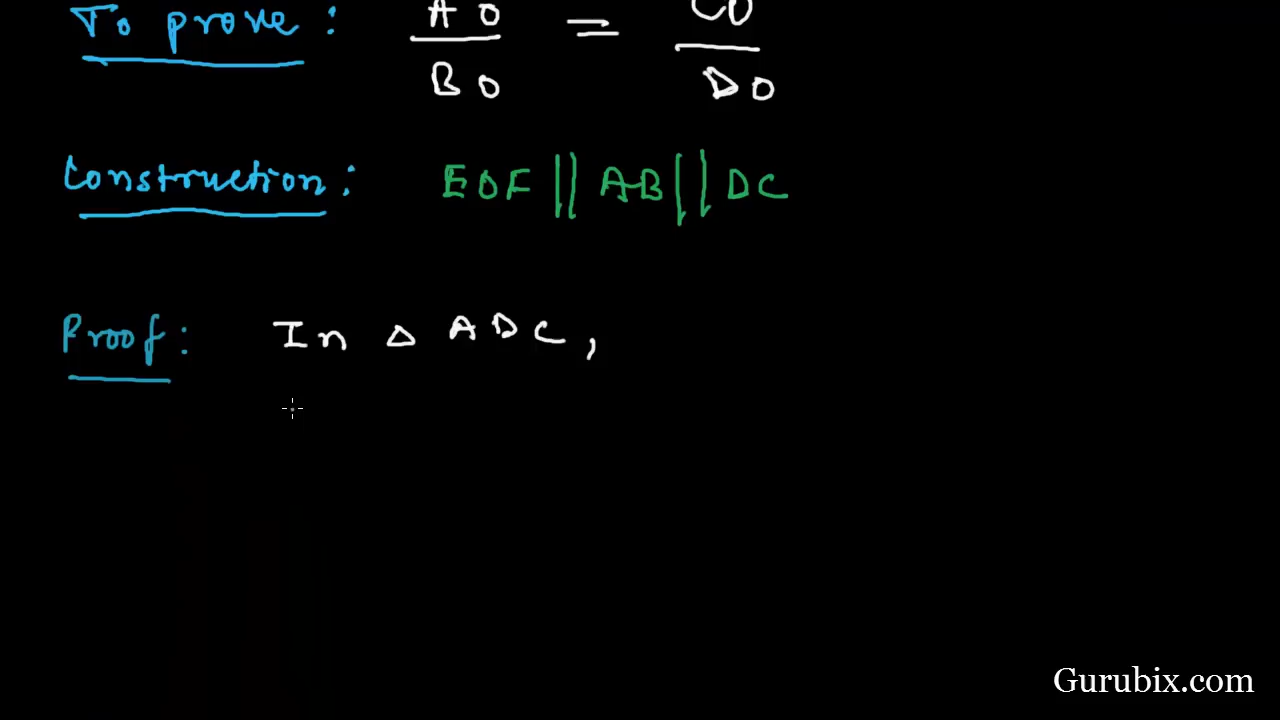 To prove : AO / BO = CO / DO
Construction : EOF || AB || DC
Proof : In Δ ADC ,
Gurubix.com